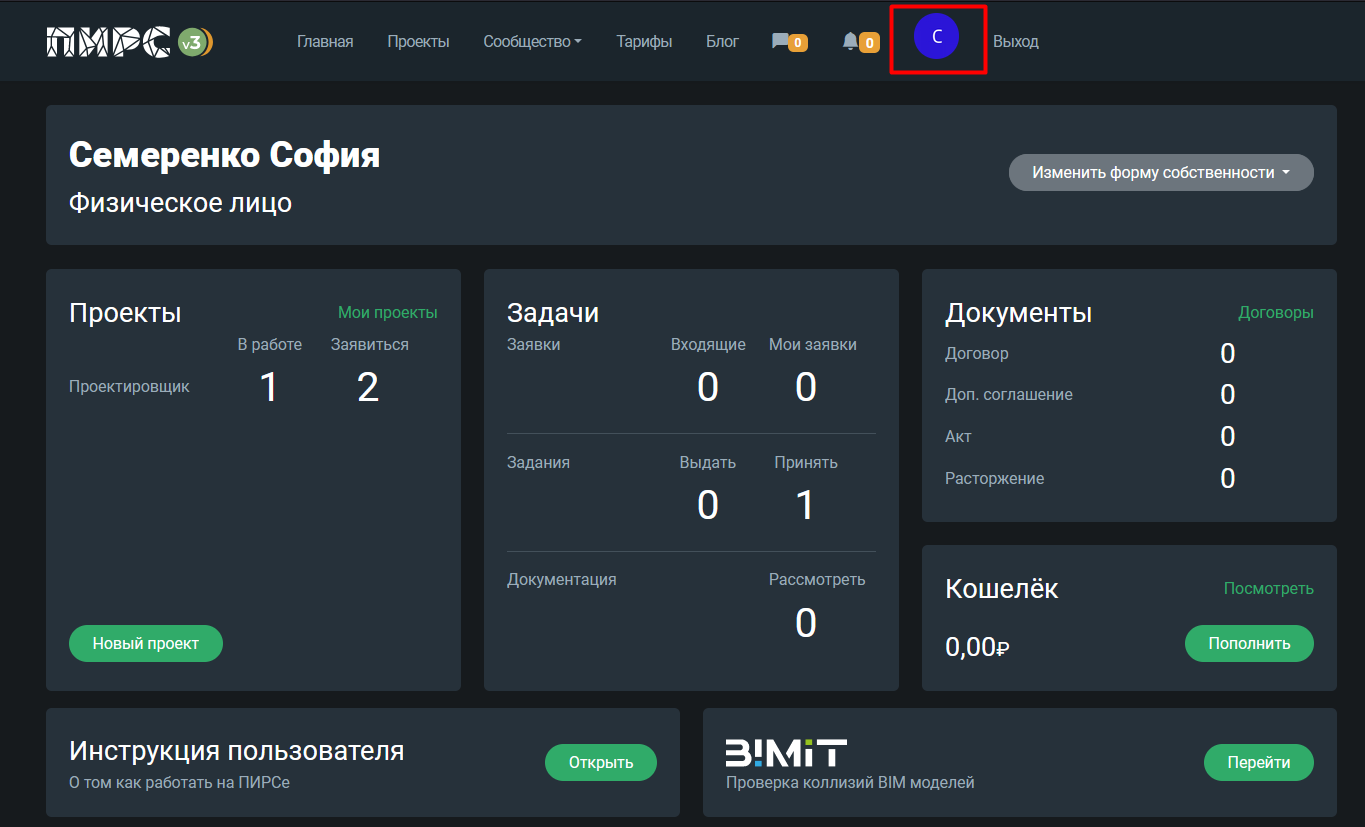 ПИРС v3 Главная Проекты Сообщество Тарифы Блог 0 0 С Выход
Семеренко София
Физическое лицо
Изменить форму собственности
Проекты Мои проекты
В работе Заявиться
Проектировщик 1 2
Новый проект
Задачи
Заявки Входящие Мои заявки
0 0
Задания Выдать Принять
0 1
Документация Рассмотреть
0
Документы Договоры
Договор 0
Доп. соглашение 0
Акт 0
Расторжение 0
Кошелёк Посмотреть
0,00₽ Пополнить
Инструкция пользователя
О том как работать на ПИРСе
Открыть
B!MiT
Проверка коллизий BIM моделей
Перейти